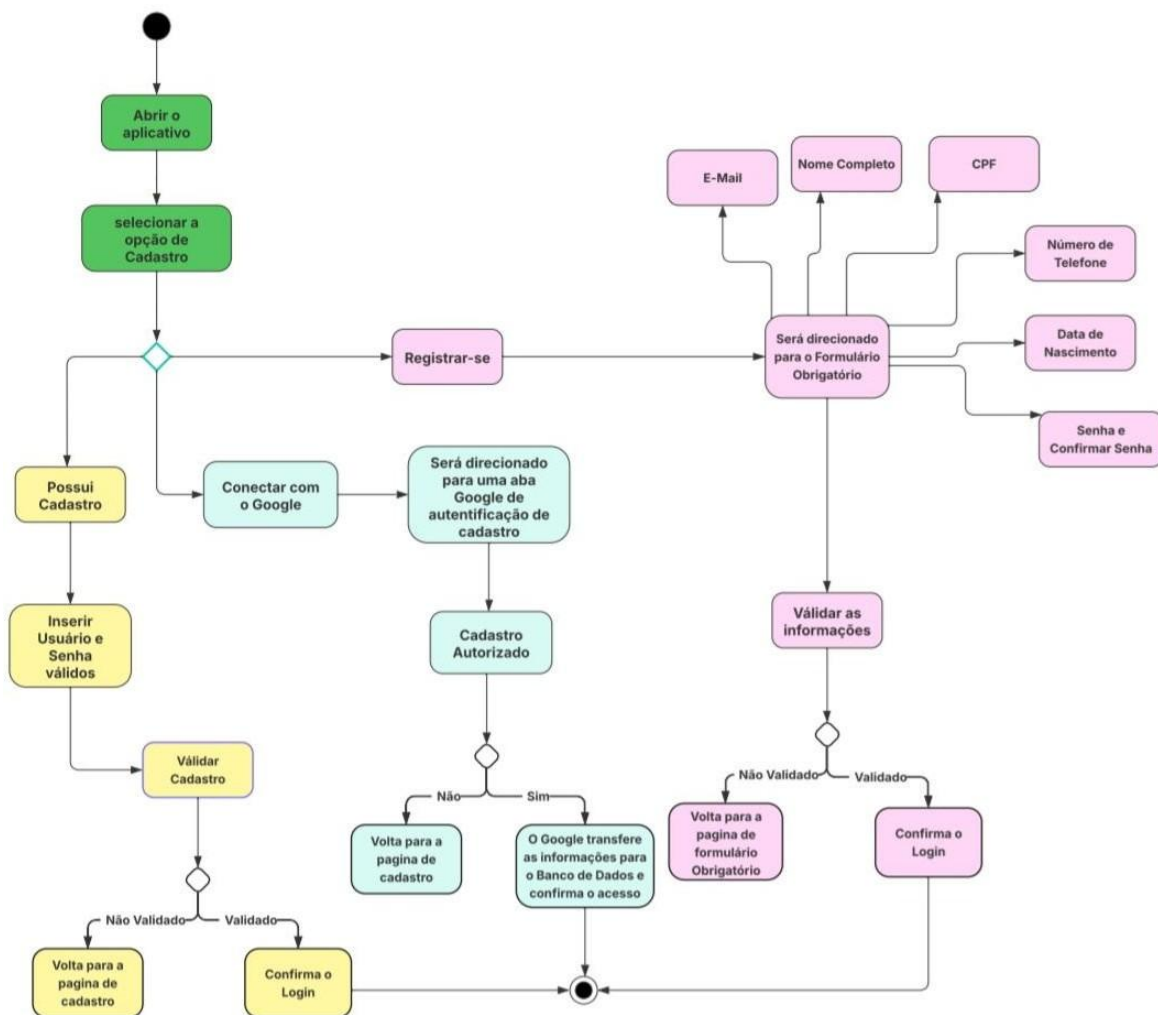 Abrir o
aplicativo
selecionar a
opção de
Cadastro
E-Mail
Nome Completo
CPF
Número de
Telefone
Data de
Nascimento
Senha e
Confirmar Senha
Será direcionado
para o Formulário
Obrigatório
Registrar-se
Possui
Cadastro
Conectar com
o Google
Será direcionado
para uma aba
Google de
autentificação de
cadastro
Inserir
Usuário e
Senha
válidos
Cadastro
Autorizado
Válidar as
informações
Válidar
Cadastro
Não
Sim
Não Validado
Validado
Volta para a
pagina de
cadastro
O Google transfere
as informações para
o Banco de Dados e
confirma o acesso
Volta para a
pagina de
formulário
Obrigatório
Confirma o
Login
Não Validado
Validado
Volta para a
pagina de
cadastro
Confirma o
Login